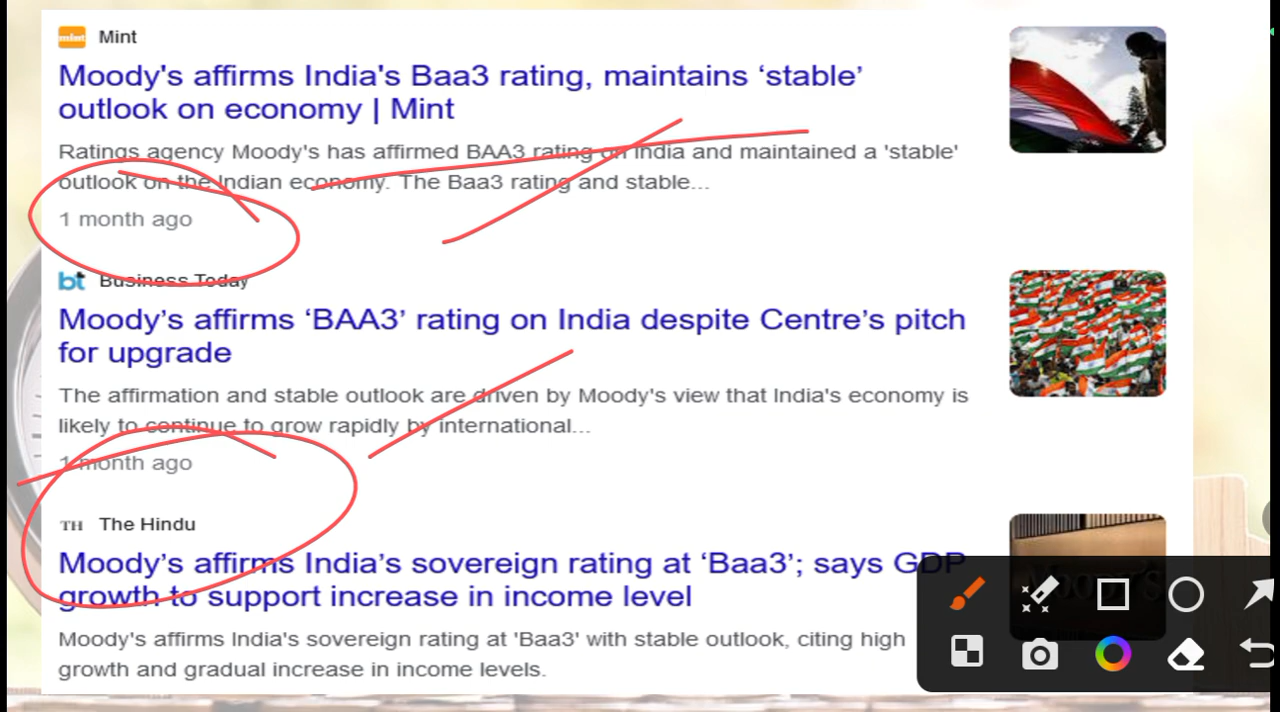 mint Mint
Moody's affirms India's Baa3 rating, maintains ‘stable’
outlook on economy | Mint
Ratings agency Moody's has affirmed BAA3 rating on India and maintained a 'stable'
outlook on the Indian economy. The Baa3 rating and stable...
1 month ago
bt Business Today
Moody’s affirms ‘BAA3’ rating on India despite Centre’s pitch
for upgrade
The affirmation and stable outlook are driven by Moody's view that India's economy is
likely to continue to grow rapidly by international...
1 month ago
TH The Hindu
Moody’s affirms India’s sovereign rating at ‘Baa3’; says GDP
growth to support increase in income level
Moody's affirms India's sovereign rating at 'Baa3' with stable outlook, citing high
growth and gradual increase in income levels.